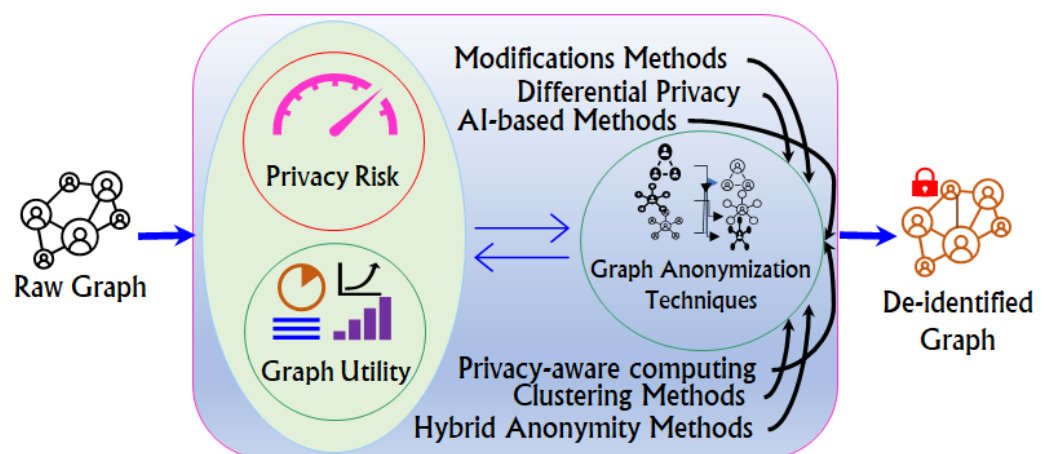 Raw Graph
Privacy Risk
Graph Utility
Modifications Methods
Differential Privacy
AI-based Methods
Graph Anonymization
Techniques
Privacy-aware computing
Clustering Methods
Hybrid Anonymity Methods
De-identified
Graph